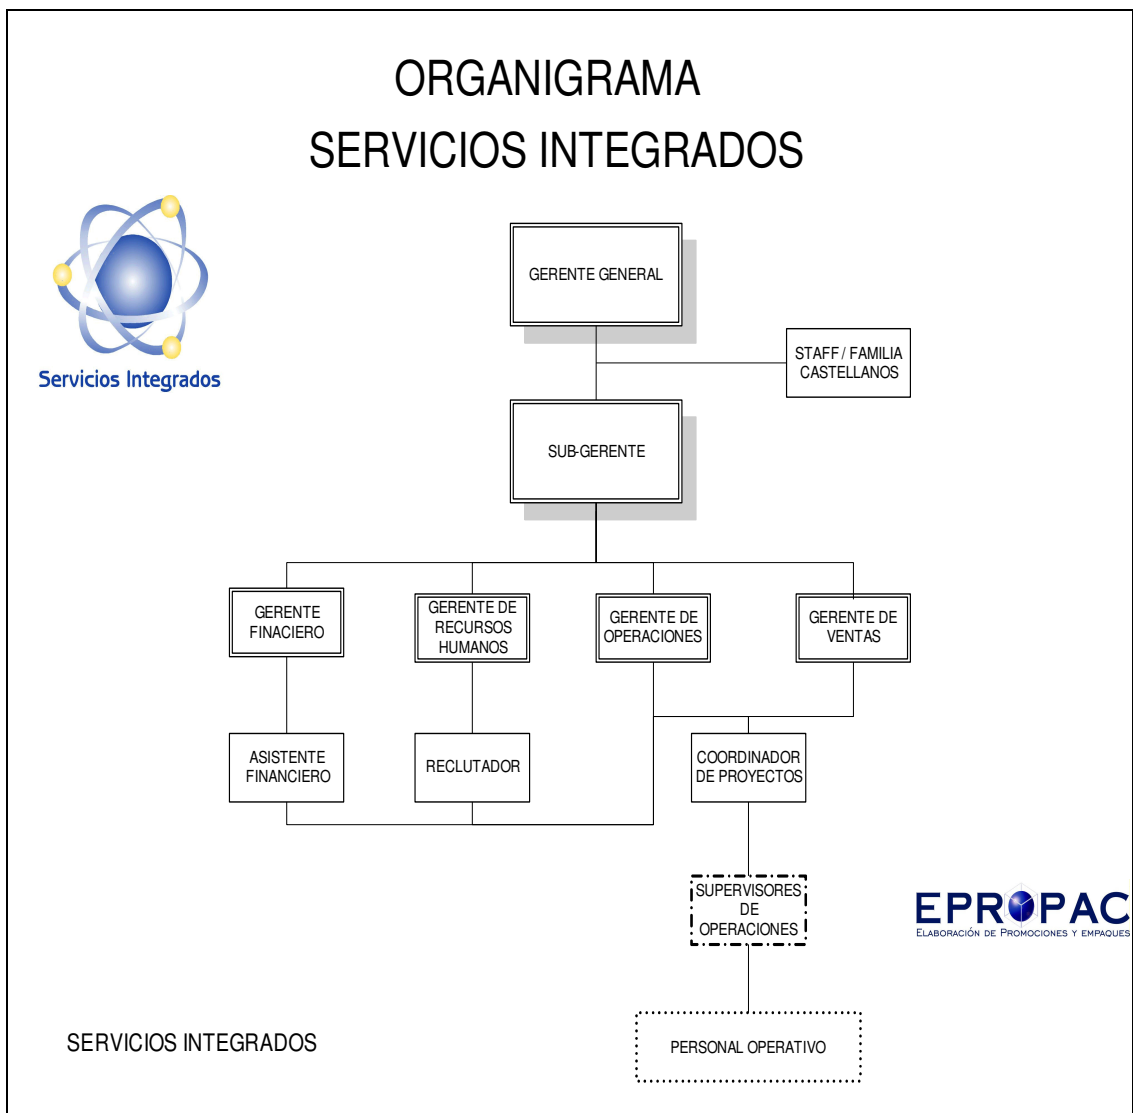 ORGANIGRAMA
SERVICIOS INTEGRADOS
Servicios Integrados
GERENTE GENERAL
STAFF / FAMILIA
CASTELLANOS
SUB-GERENTE
GERENTE
FINACIERO
GERENTE DE
RECURSOS
HUMANOS
GERENTE DE
OPERACIONES
GERENTE DE
VENTAS
ASISTENTE
FINANCIERO
RECLUTADOR
COORDINADOR
DE PROYECTOS
SUPERVISORES
DE
OPERACIONES
EPROPAC
ELABORACIÓN DE PROMOCIONES Y EMPAQUES
PERSONAL OPERATIVO
SERVICIOS INTEGRADOS